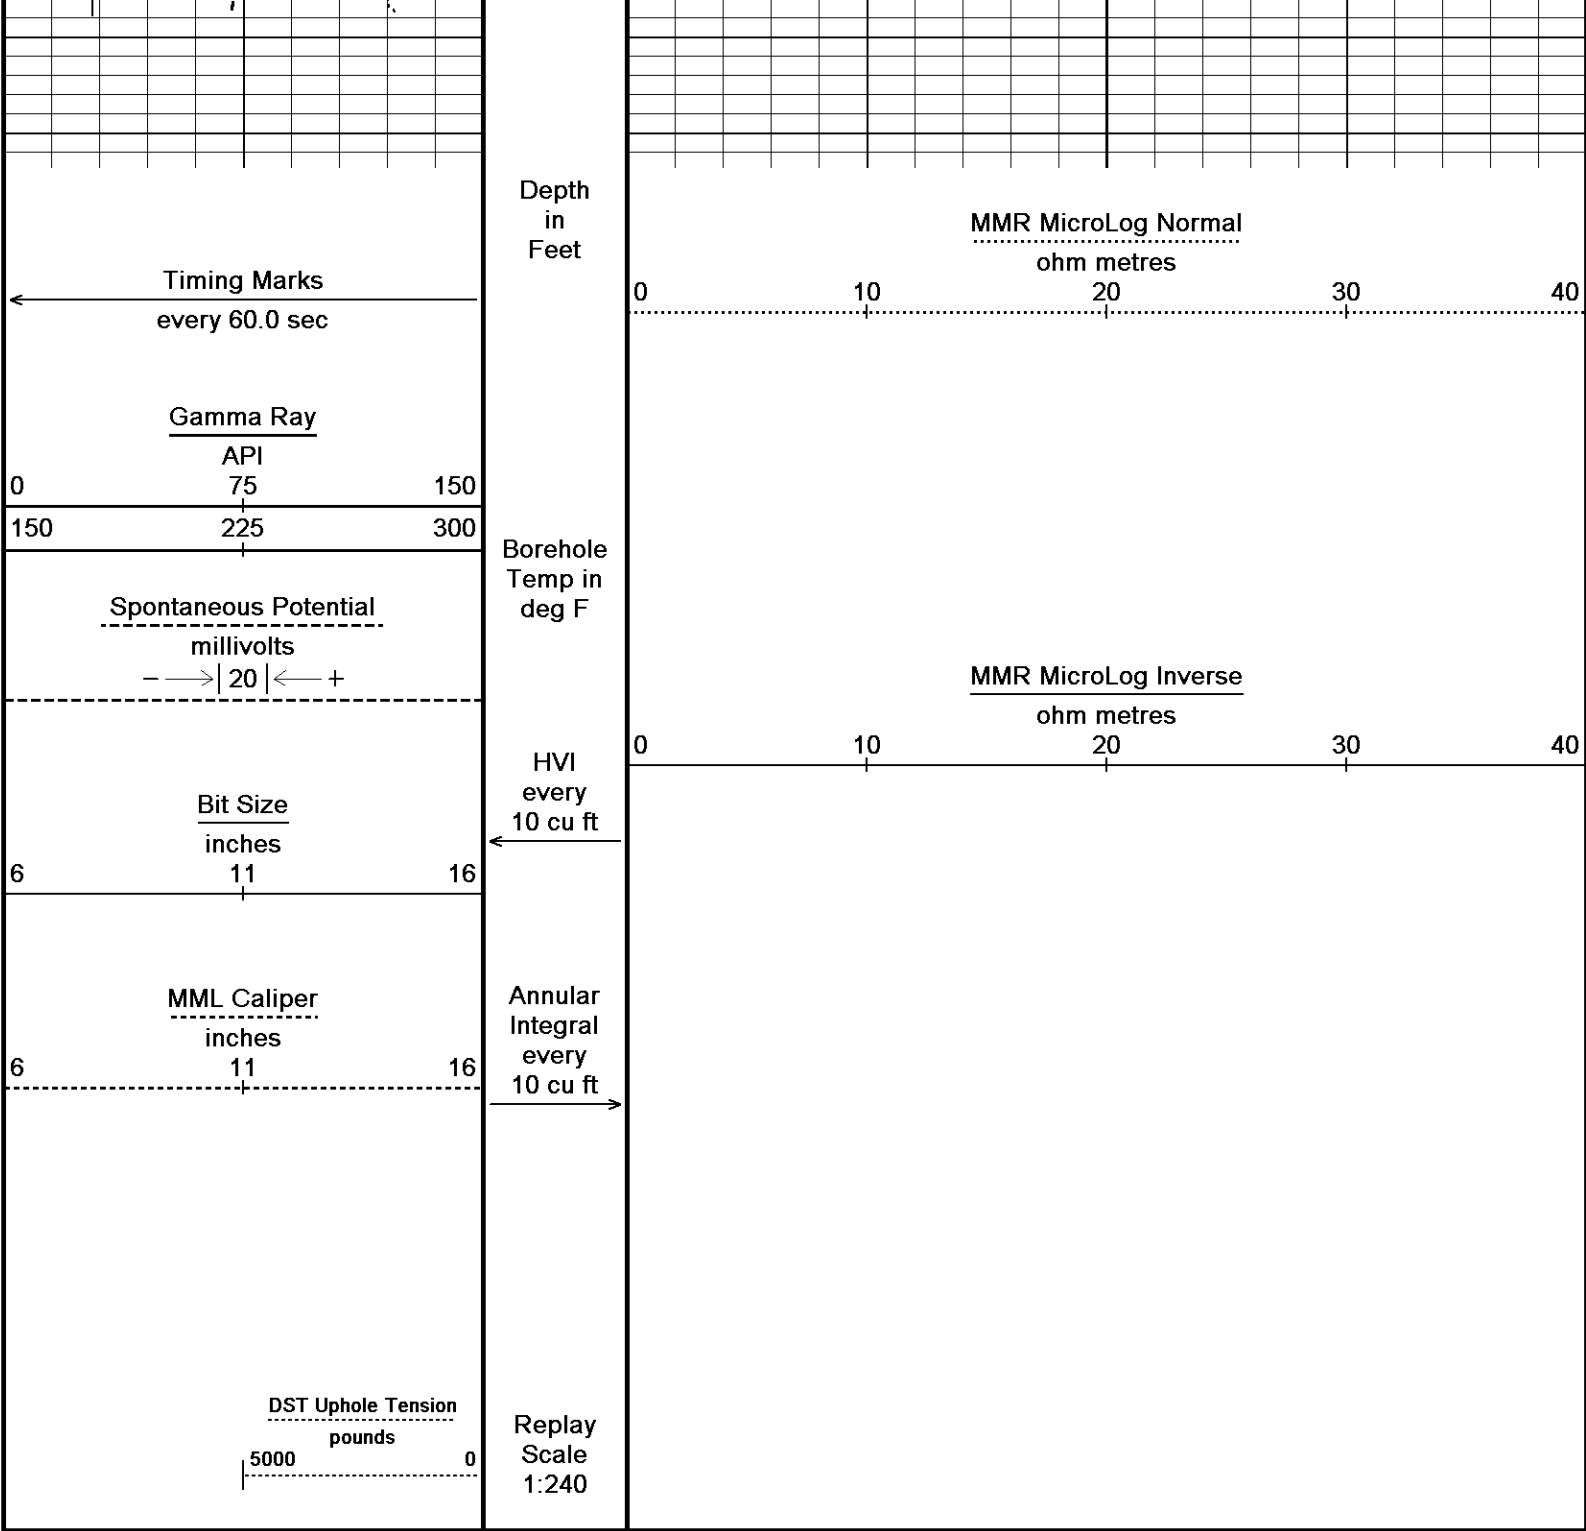 Timing Marks
every 60.0 sec
Gamma Ray
API
0 75 150
150 225 300
Spontaneous Potential
millivolts
− 20 +
Bit Size
inches
6 11 16
MML Caliper
inches
6 11 16
DST Uphole Tension
pounds
5000 0
Depth
in
Feet
Borehole
Temp in
deg F
HVI
every
10 cu ft
Annular
Integral
every
10 cu ft
Replay
Scale
1:240
MMR MicroLog Normal
ohm metres
0 10 20 30 40
MMR MicroLog Inverse
ohm metres
0 10 20 30 40